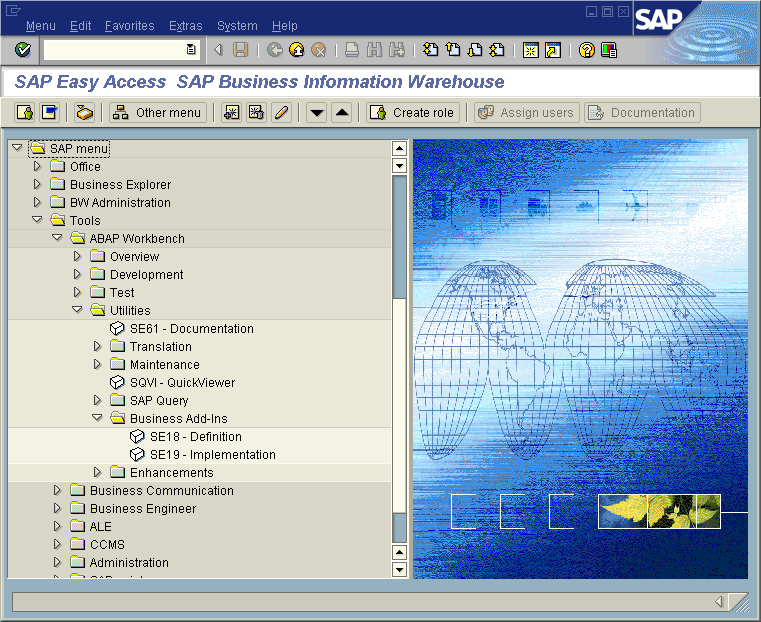 Menu Edit Favorites Extras System Help
SAP
SAP Easy Access SAP Business Information Warehouse
Other menu Create role Assign users Documentation
SAP menu
Office
Business Explorer
BW Administration
Tools
ABAP Workbench
Overview
Development
Test
Utilities
SE61 - Documentation
Translation
Maintenance
SQVI - QuickViewer
SAP Query
Business Add-Ins
SE18 - Definition
SE19 - Implementation
Enhancements
Business Communication
Business Engineer
ALE
CCMS
Administration